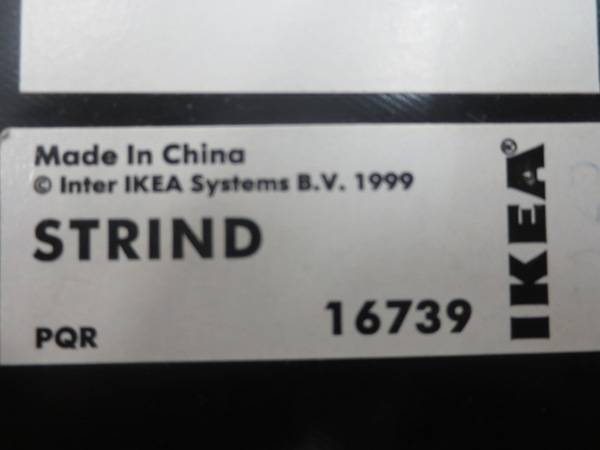 Made In China
© Inter IKEA Systems B.V. 1999
STRIND
PQR
16739
IKEA®